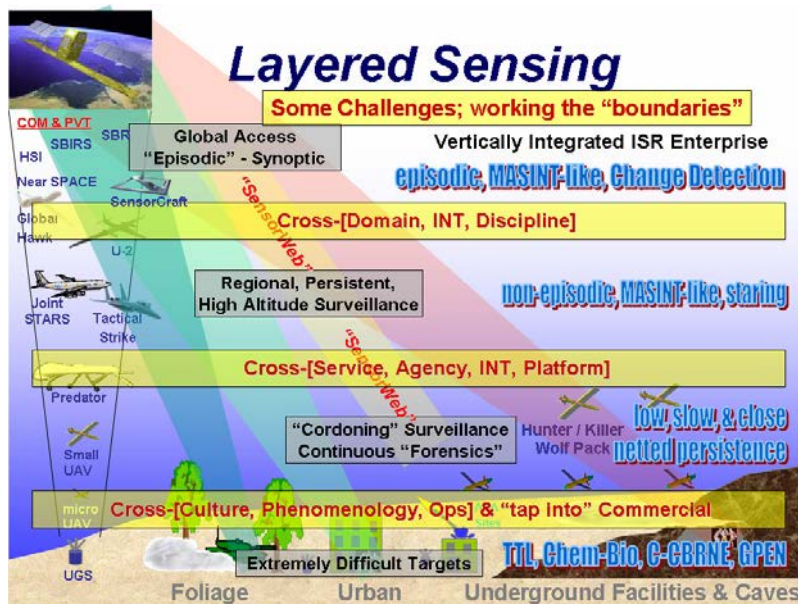 Layered Sensing
Some Challenges; working the “boundaries”
COM & PVT
SBIRS
SBR
HSI
Global Access
“Episodic” - Synoptic
Vertically Integrated ISR Enterprise
Near SPACE
SensorCraft
episodic, MASINT-like, Change Detection
“SensorWeb”
Cross-[Domain, INT, Discipline]
Global
Hawk
U-2
Regional, Persistent,
High Altitude Surveillance
non-episodic, MASINT-like, staring
Joint
STARS
Tactical
Strike
“SensorWeb”
Cross-[Service, Agency, INT, Platform]
Predator
“Cordoning” Surveillance
Continuous “Forensics”
Hunter / Killer
Wolf Pack
low, slow, & close
netted persistence
Small
UAV
Cross-[Culture, Phenomenology, Ops] & “tap into” Commercial
micro
UAV
Sites
UGS
Extremely Difficult Targets
TTL, Chem-Bio, C-CBRNE, GPEN
Foliage
Urban
Underground Facilities & Caves